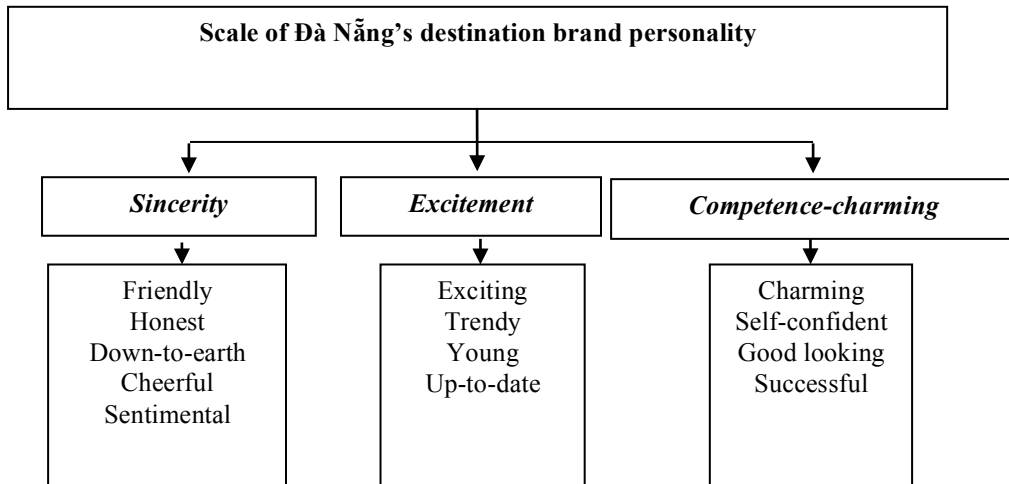 Scale of Đà Nẵng’s destination brand personality
Sincerity
Excitement
Competence-charming
Friendly
Honest
Down-to-earth
Cheerful
Sentimental
Exciting
Trendy
Young
Up-to-date
Charming
Self-confident
Good looking
Successful